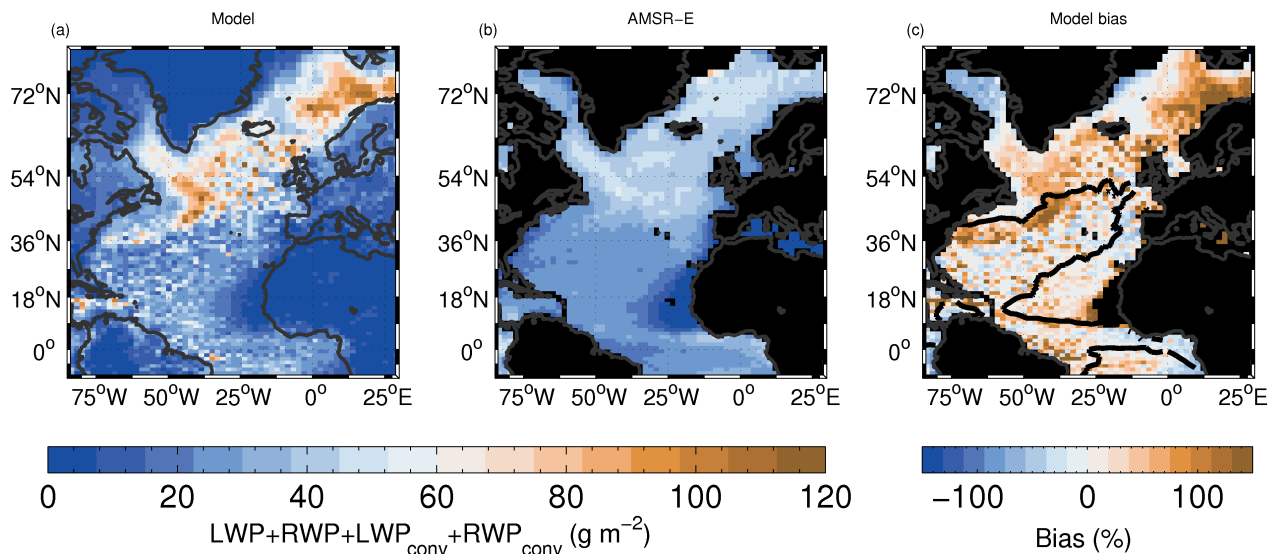 Model AMSR−E Model bias
(a) (b) (c)
72°N 72°N 72°N
54°N 54°N 54°N
36°N 36°N 36°N
18°N 18°N 18°N
0° 0° 0°
75°W 50°W 25°W 0° 25°E 75°W 50°W 25°W 0° 25°E 75°W 50°W 25°W 0° 25°E
0 20 40 60 80 100 120 −100 0 100
LWP+RWP+LWP_conv+RWP_conv (g m⁻²) Bias (%)